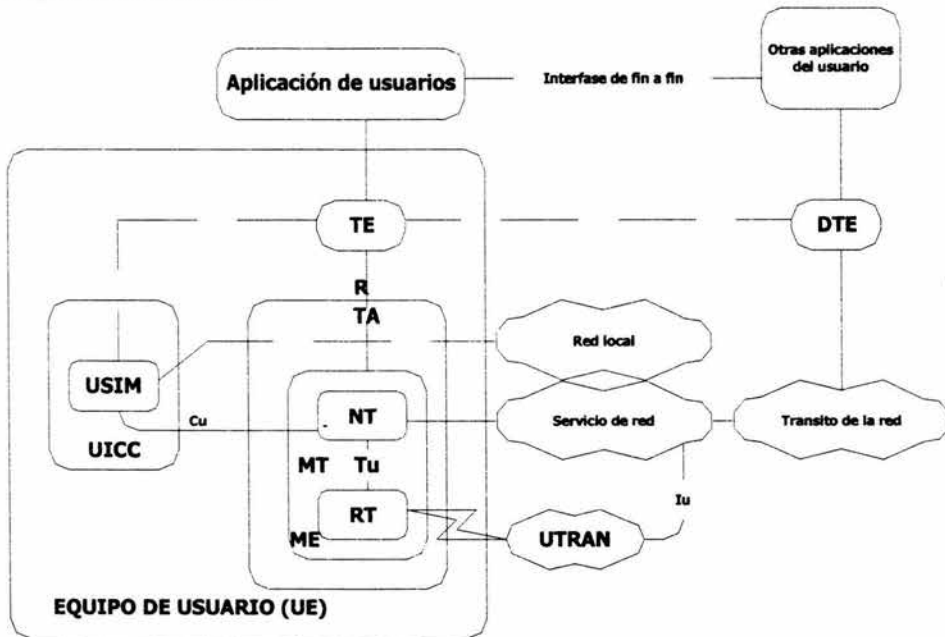 Otras aplicaciones
del usuario
Aplicación de usuarios
Interfase de fin a fin
TE
DTE
R
TA
Red local
USIM
Cu
NT
Servicio de red
Transito de la red
UICC
MT
Tu
Iu
RT
ME
UTRAN
EQUIPO DE USUARIO (UE)